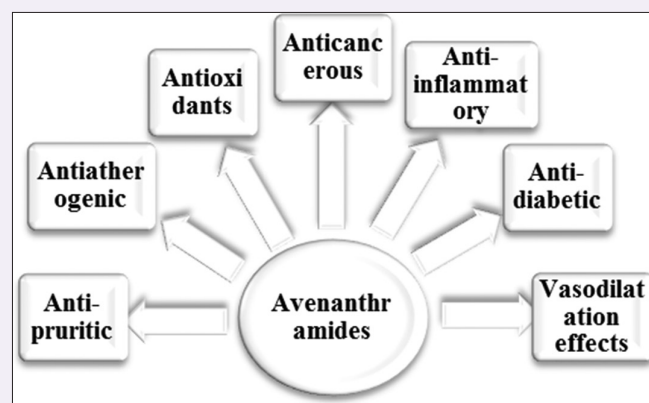 Anticanc
erous
Anti-
inflammat
ory
Antioxi
dants
Antiather
ogenic
Anti-
diabetic
Anti-
pruritic
Avenanthr
amides
Vasodilat
ation
effects